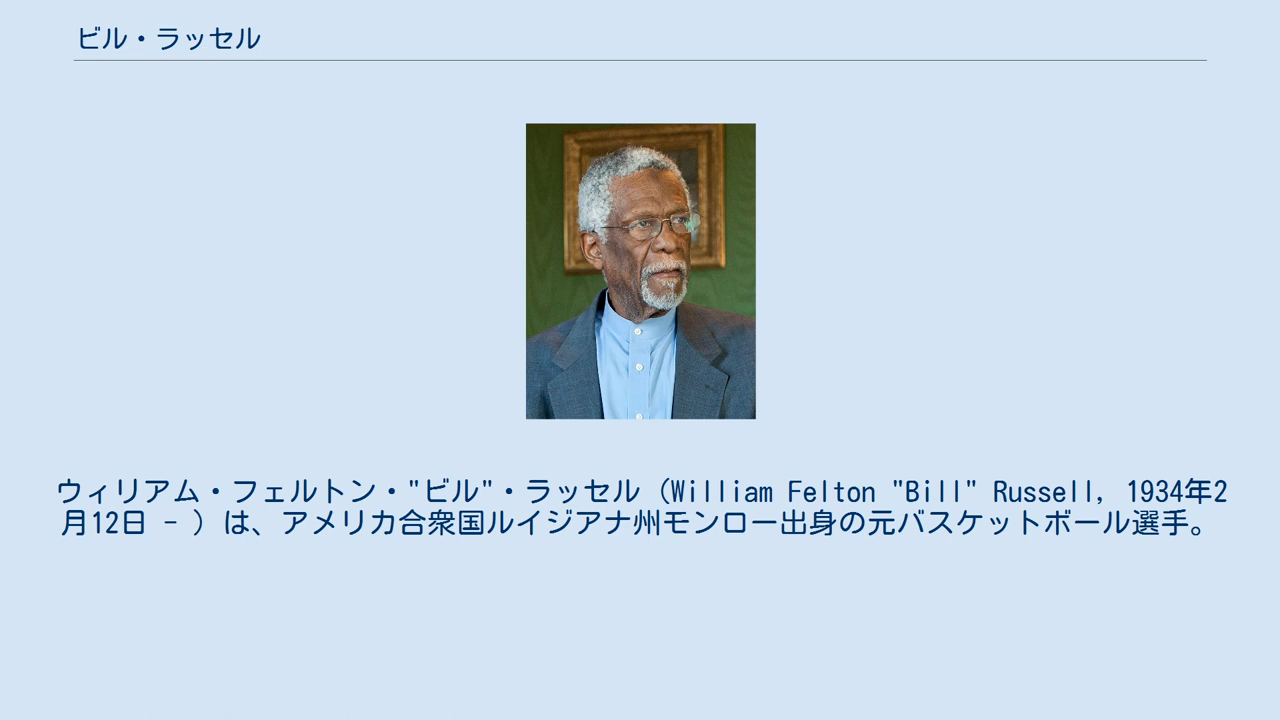 ビル・ラッセル
ウィリアム・フェルトン・"ビル"・ラッセル（William Felton "Bill" Russell, 1934年2
月12日 - ）は、アメリカ合衆国ルイジアナ州モンロー出身の元バスケットボール選手。